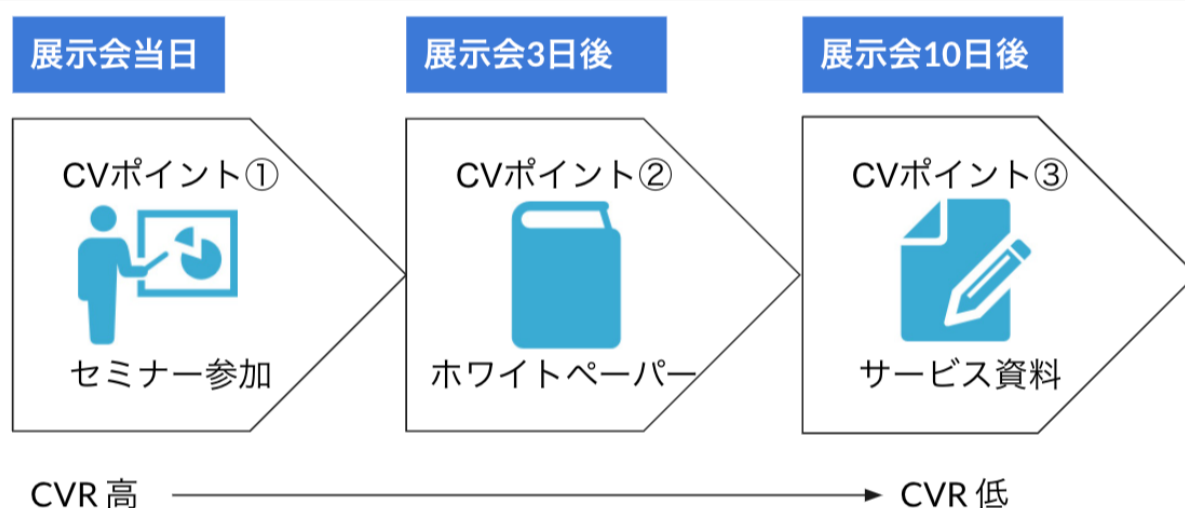 展示会当日
展示会3日後
展示会10日後
CVポイント①
セミナー参加
CVポイント②
ホワイトペーパー
CVポイント③
サービス資料
CVR 高
CVR 低